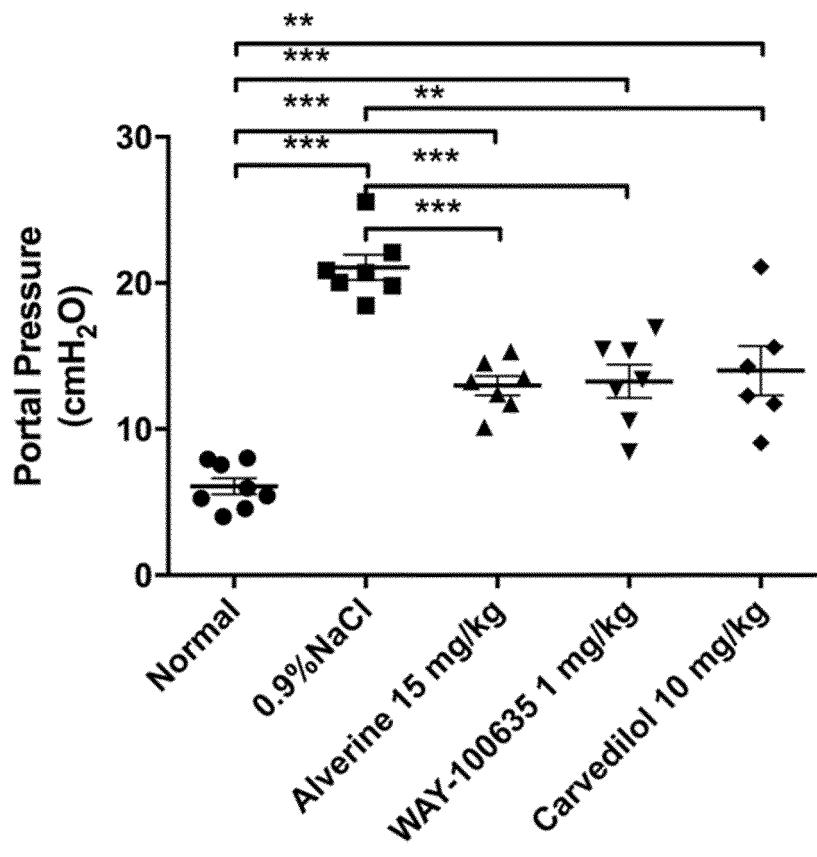 **
***
**
***
***
***
***
30
20
10
0
Portal Pressure
(cmH₂O)
Normal
0.9%NaCl
Alverine 15 mg/kg
WAY-100635 1 mg/kg
Carvedilol 10 mg/kg